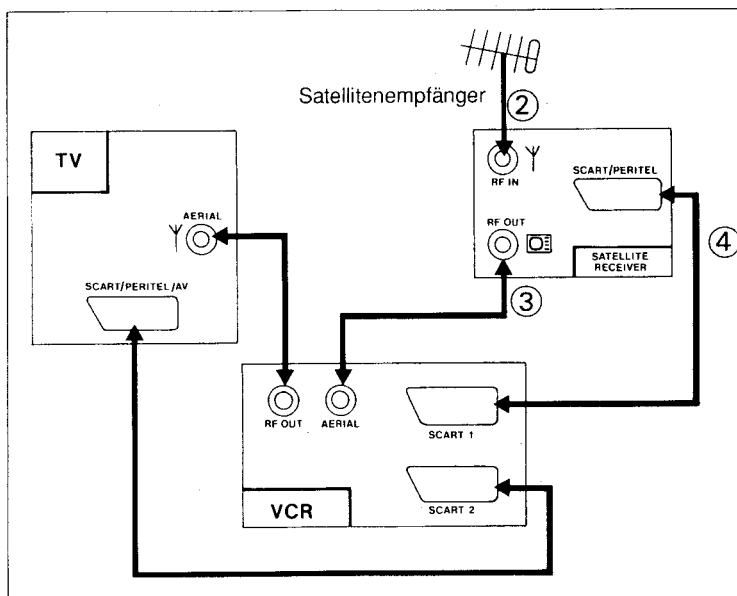 Satellitenempfänger
②
TV
RF IN
SCART/PERITEL
AERIAL
RF OUT
④
SATELLITE
RECEIVER
SCART/PERITEL/AV
③
RF OUT
AERIAL
SCART 1
VCR
SCART 2